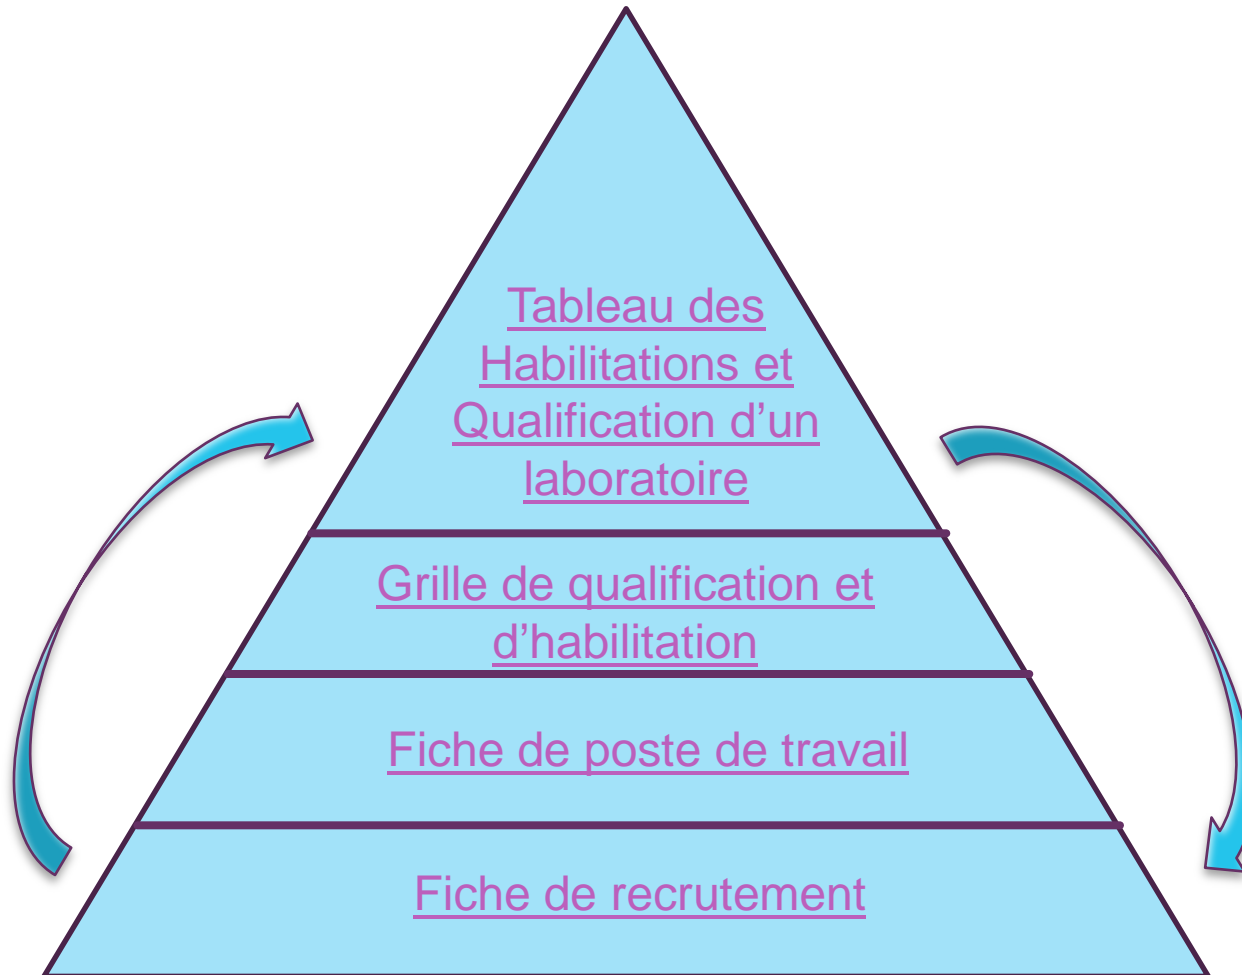 Tableau des
Habilitations et
Qualification d’un
laboratoire
Grille de qualification et
d’habilitation
Fiche de poste de travail
Fiche de recrutement